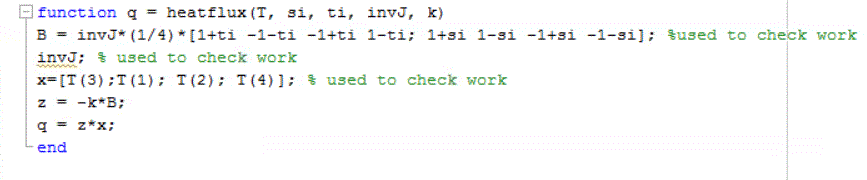 function q = heatflux(T, si, ti, invJ, k)
B = invJ*(1/4)*[1+ti -1-ti -1+ti 1-ti; 1+si 1-si -1+si -1-si]; %used to check work
invJ; % used to check work
x=[T(3);T(1); T(2); T(4)]; % used to check work
z = -k*B;
q = z*x;
end